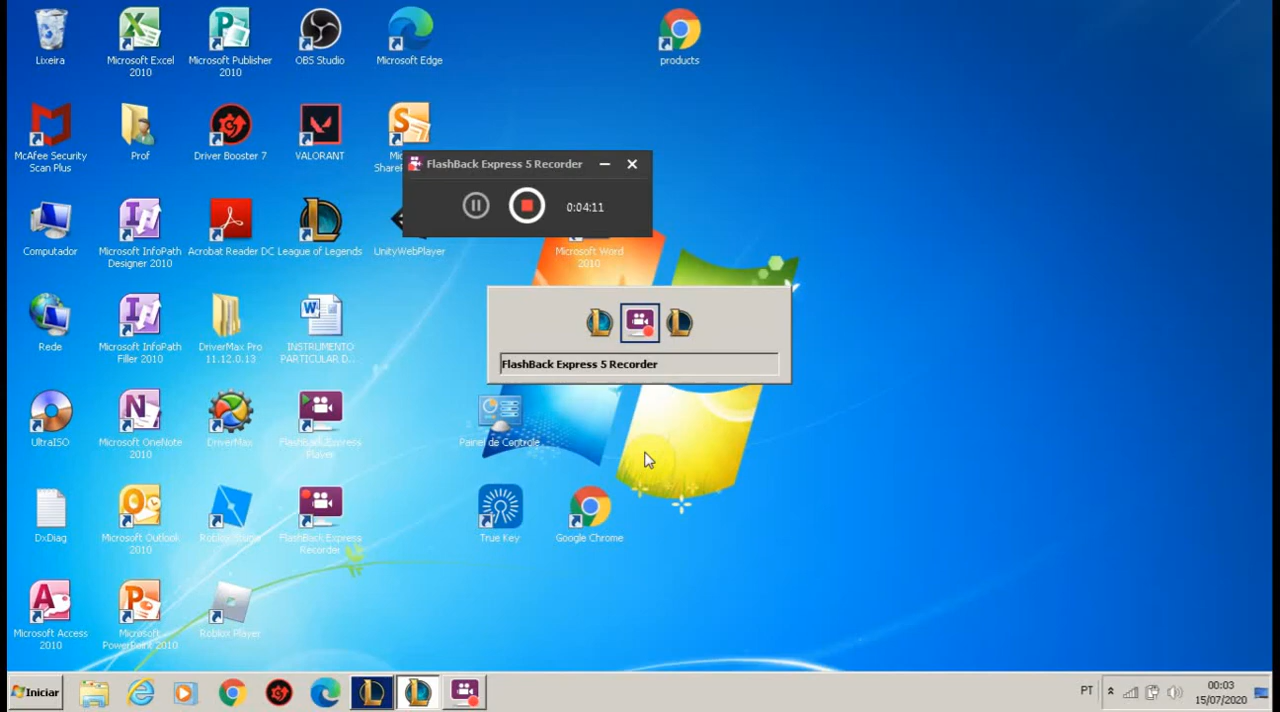 Lixeira
Microsoft Excel
2010
Microsoft Publisher
2010
OBS Studio
Microsoft Edge
products
McAfee Security
Scan Plus
Prof
Driver Booster 7
VALORANT
FlashBack Express 5 Recorder
0:04:11
Computador
Microsoft InfoPath
Designer 2010
Acrobat Reader DC
League of Legends
UnityWebPlayer
Microsoft Word
2010
Rede
Microsoft InfoPath
Filler 2010
DriverMax Pro
11.12.0.13
INSTRUMENTO
PARTICULAR D...
FlashBack Express 5 Recorder
UltraISO
Microsoft OneNote
2010
DriverMax
FlashBack Express
Player
Painel de Controle
DxDiag
Microsoft Outlook
2010
Roblox Studio
FlashBack Express
Recorder
True Key
Google Chrome
Microsoft Access
2010
Microsoft
PowerPoint 2010
Roblox Player
Iniciar
PT
00:03
15/07/2020